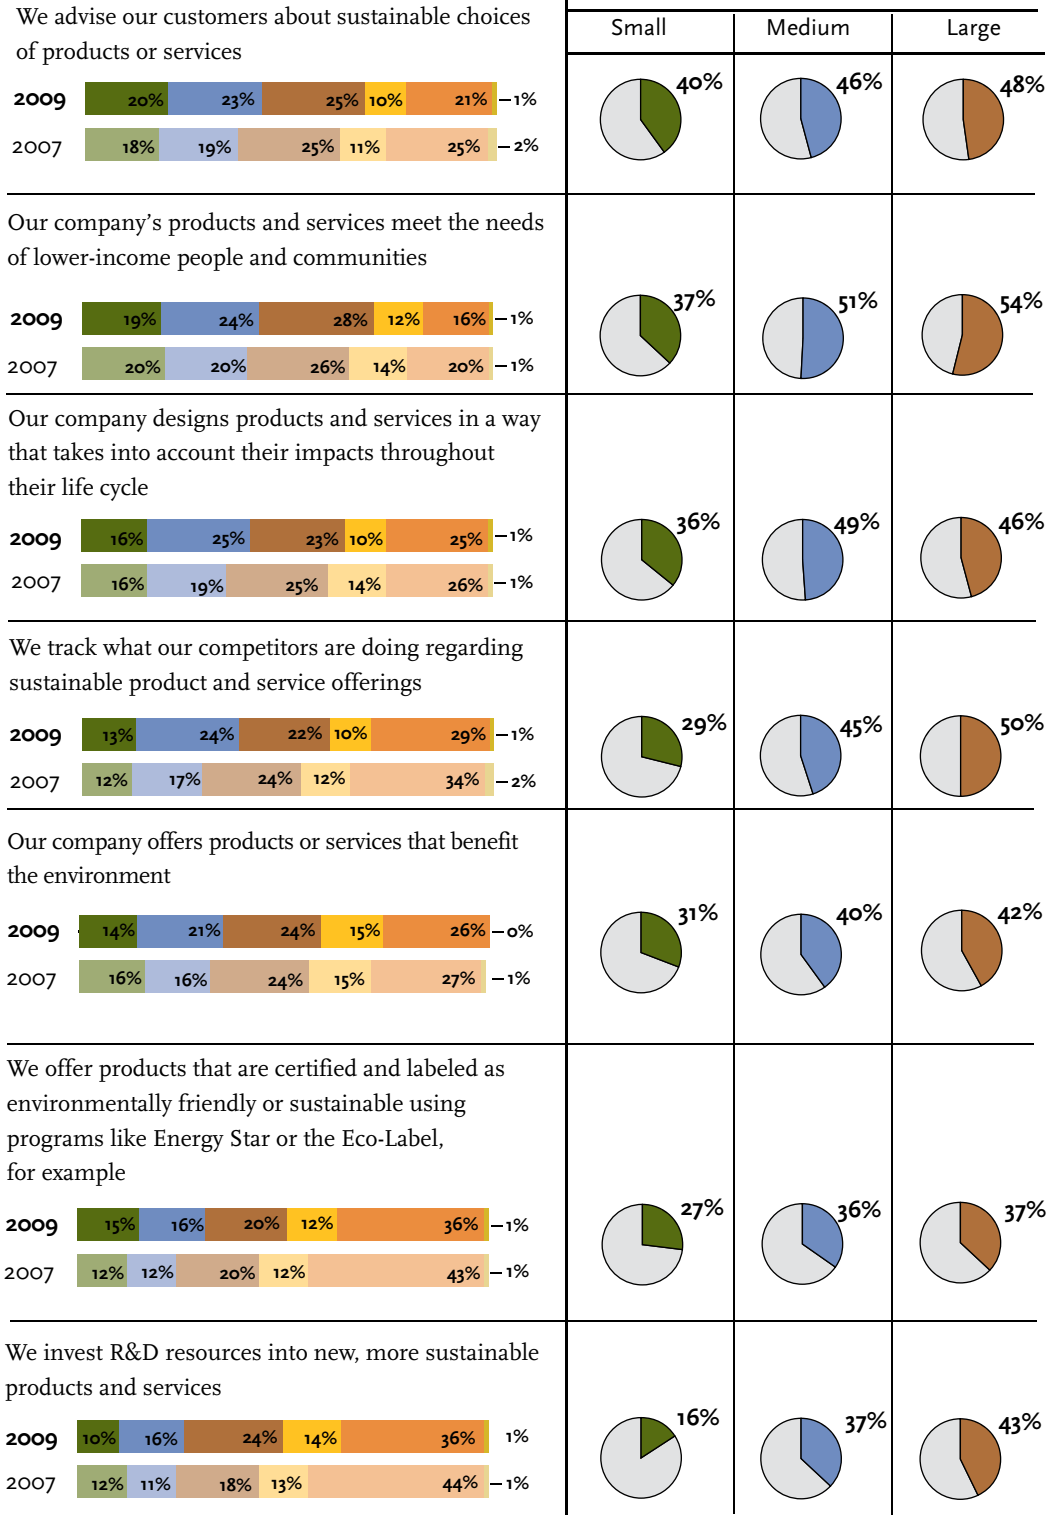 We advise our customers about sustainable choices
of products or services
Small Medium Large
2009 20% 23% 25% 10% 21% 1%
40% 46% 48%
2007 18% 19% 25% 11% 25% 2%
Our company's products and services meet the needs
of lower-income people and communities
2009 19% 24% 28% 12% 16% 1%
37% 51% 54%
2007 20% 20% 26% 14% 20% 1%
Our company designs products and services in a way
that takes into account their impacts throughout
their life cycle
2009 16% 25% 23% 10% 25% 1%
36% 49% 46%
2007 16% 19% 25% 14% 26% 1%
We track what our competitors are doing regarding
sustainable product and service offerings
2009 13% 24% 22% 10% 29% 1%
29% 45% 50%
2007 12% 17% 24% 12% 34% 2%
Our company offers products or services that benefit
the environment
2009 14% 21% 24% 15% 26% 0%
31% 40% 42%
2007 16% 16% 24% 15% 27% 1%
We offer products that are certified and labeled as
environmentally friendly or sustainable using
programs like Energy Star or the Eco-Label,
for example
2009 15% 16% 20% 12% 36% 1%
27% 36% 37%
2007 12% 12% 20% 12% 43% 1%
We invest R&D resources into new, more sustainable
products and services
2009 10% 16% 24% 14% 36% 1%
16% 37% 43%
2007 12% 11% 18% 13% 44% 1%